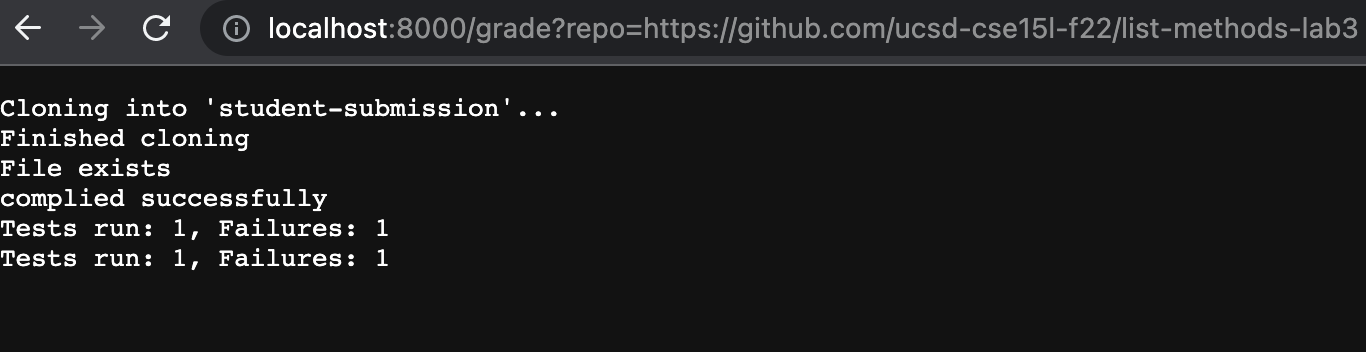 localhost:8000/grade?repo=https://github.com/ucsd-cse15l-f22/list-methods-lab3
Cloning into 'student-submission'...
Finished cloning
File exists
complied successfully
Tests run: 1, Failures: 1
Tests run: 1, Failures: 1